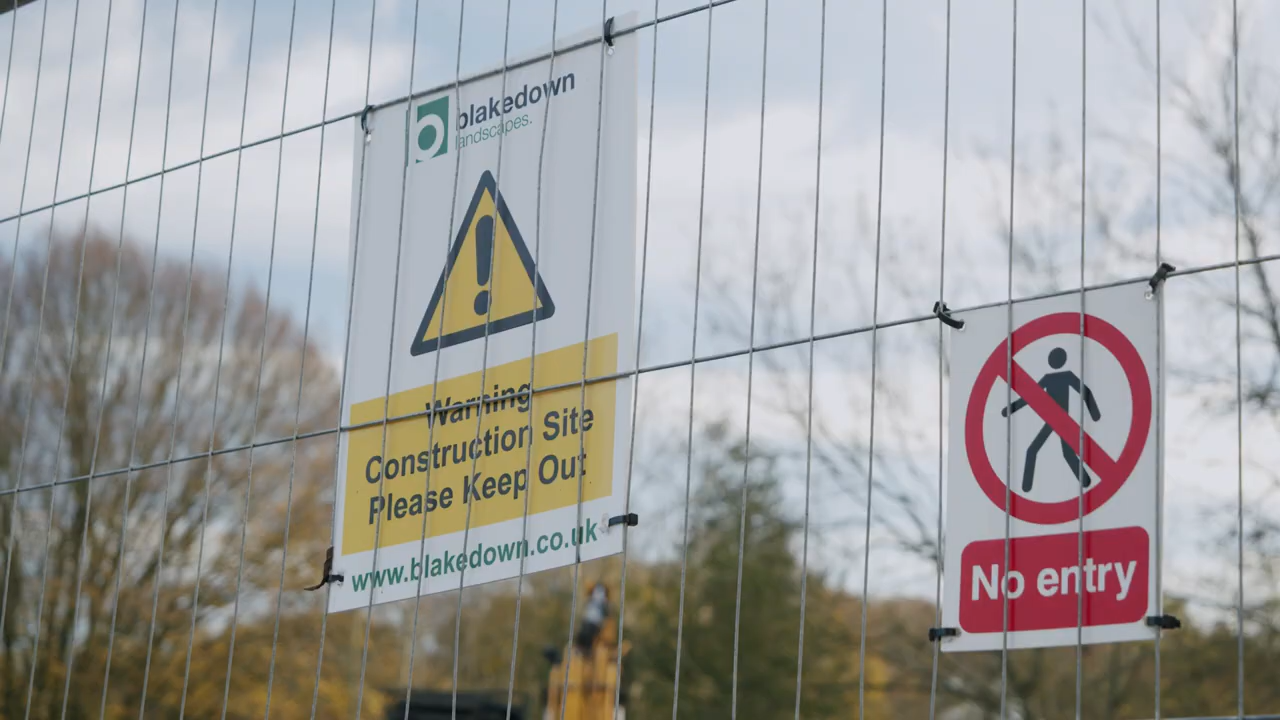 blakedown
landscapes.
Warning
Construction Site
Please Keep Out
www.blakedown.co.uk
No entry